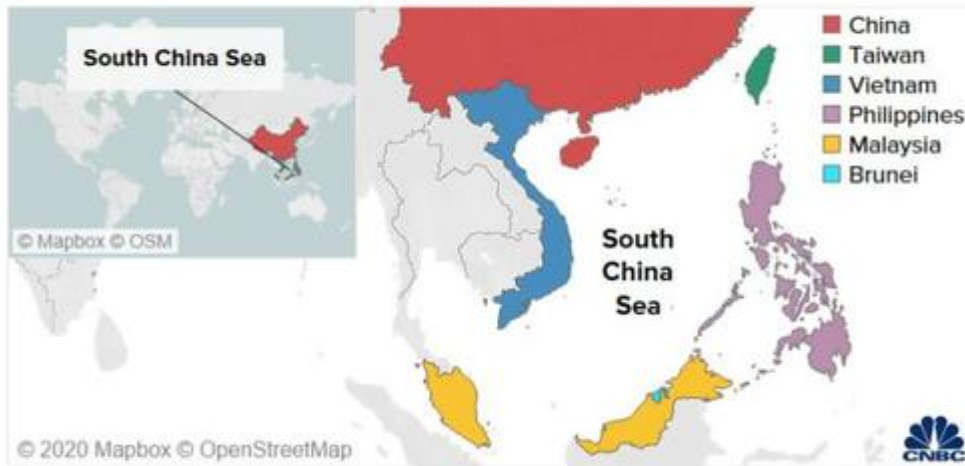 South China Sea
© Mapbox © OSM
China
Taiwan
Vietnam
Philippines
Malaysia
Brunei
South
China
Sea
© 2020 Mapbox © OpenStreetMap
CNBC